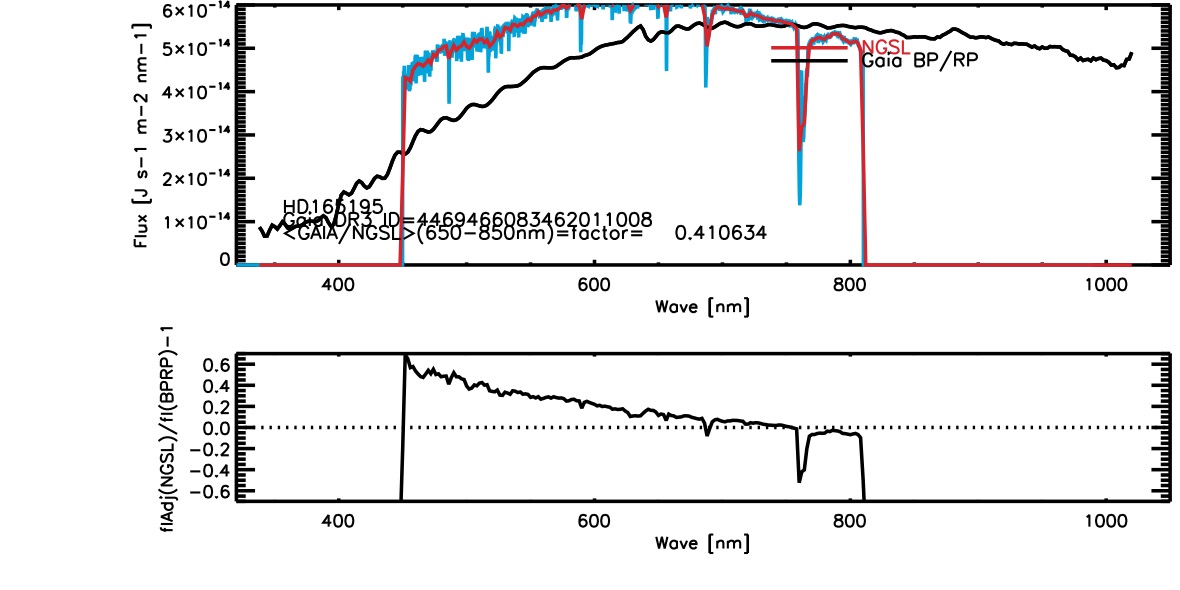 6×10⁻¹⁴
5×10⁻¹⁴
4×10⁻¹⁴
3×10⁻¹⁴
2×10⁻¹⁴
1×10⁻¹⁴
0
Flux [J s−1 m−2 nm−1]
NGSL
Gaia BP/RP
HD165195
Gaia DR3 ID=4469466083462011008
<GAIA/NGSL>(650−850nm)=factor= 0.410634
400 600 800 1000
Wave [nm]
flAdj(NGSL)/fl(BPRP)−1
0.6
0.4
0.2
0.0
−0.2
−0.4
−0.6
400 600 800 1000
Wave [nm]